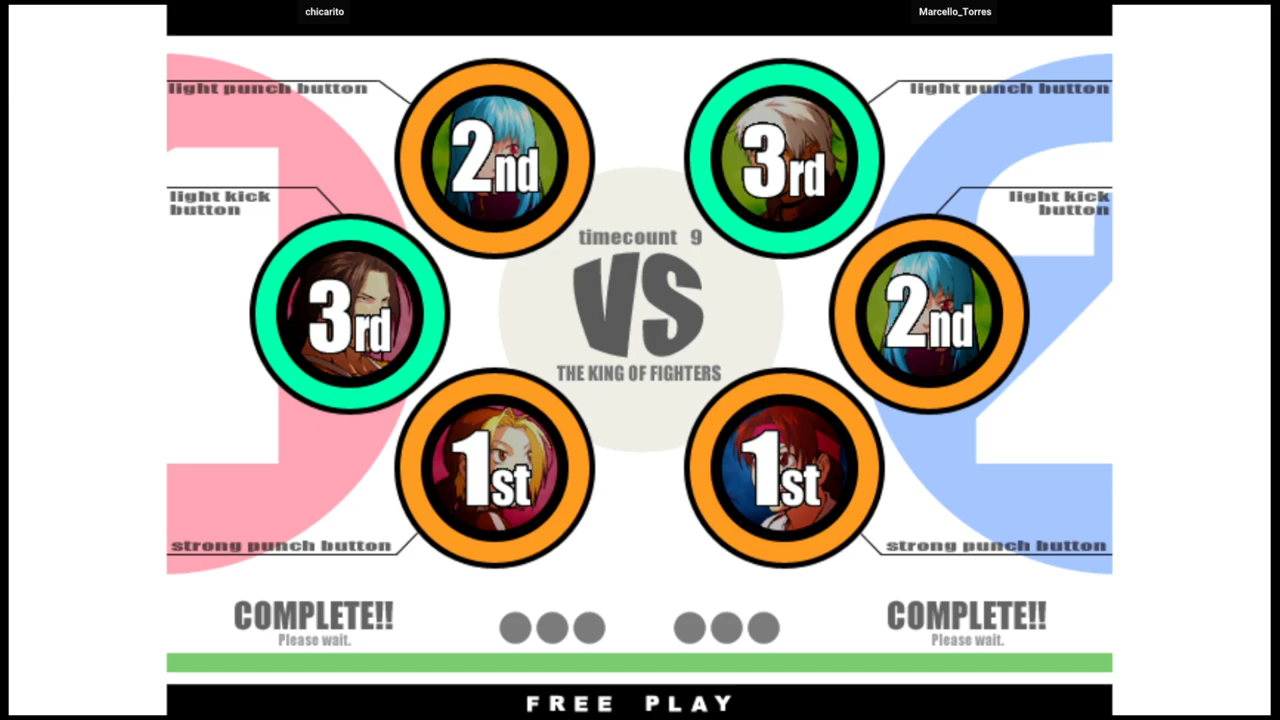 chicarito
Marcello_Torres
light punch button
light punch button
2nd
3rd
light kick
button
light kick
button
1
2
timecount 9
VS
THE KING OF FIGHTERS
3rd
2nd
1st
1st
strong punch button
strong punch button
COMPLETE!!
Please wait.
COMPLETE!!
Please wait.
FREE PLAY